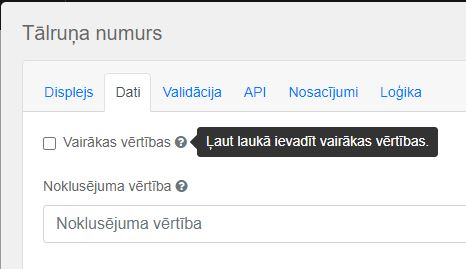 Tālruņa numurs
Displejs Dati Validācija API Nosacījumi Loģika
Vairākas vērtības Ļaut laukā ievadīt vairākas vērtības.
Noklusējuma vērtība
Noklusējuma vērtība